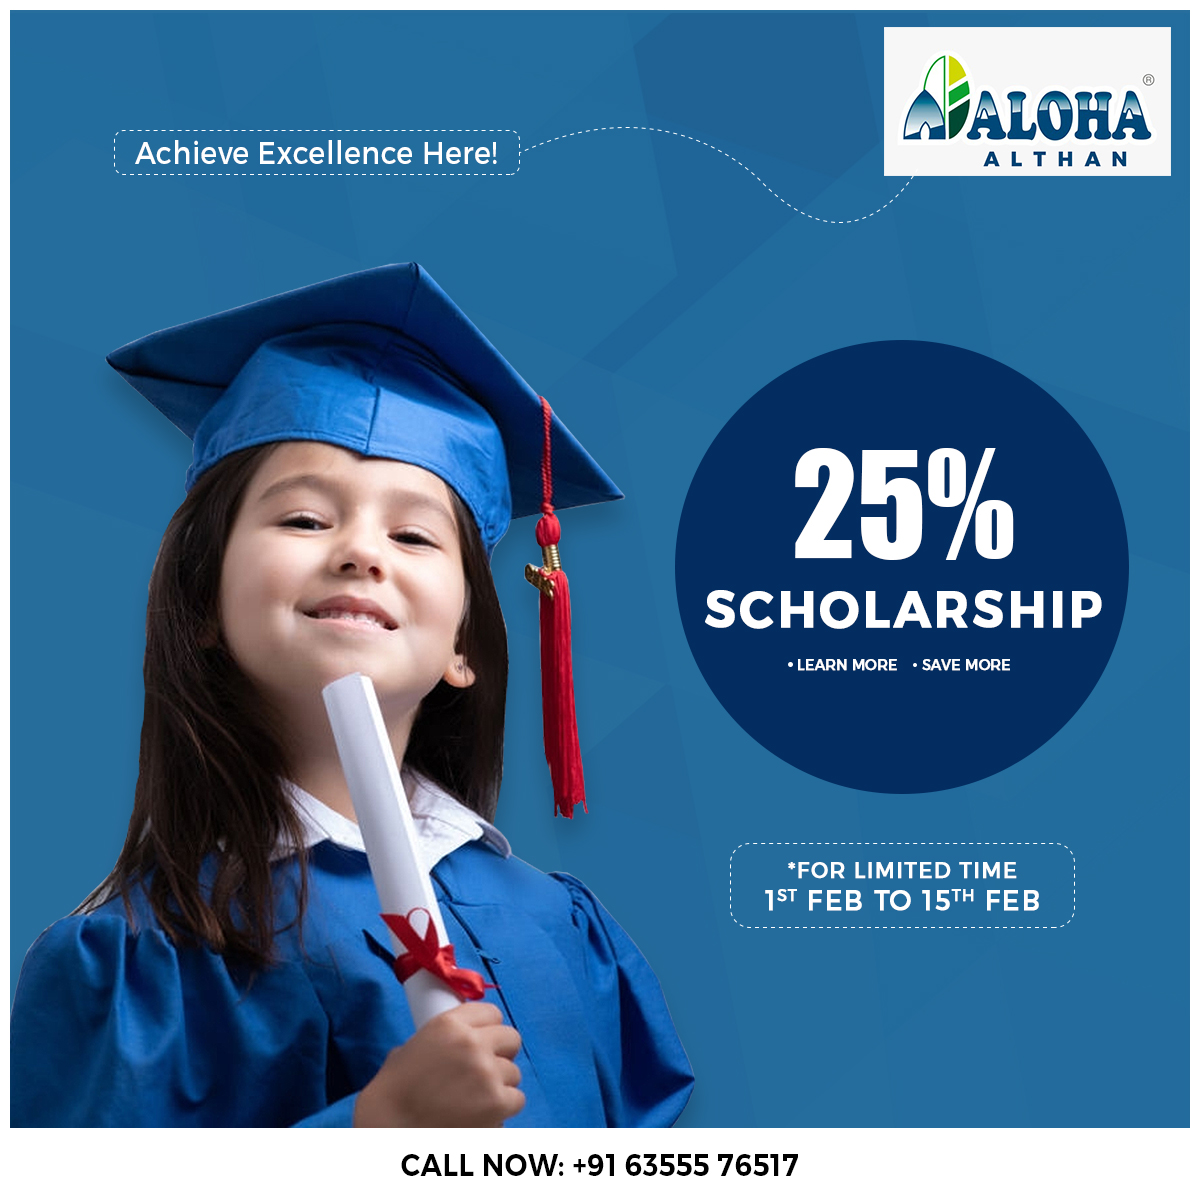 ALOHA ®
ALTHAN
Achieve Excellence Here!
25%
SCHOLARSHIP
• LEARN MORE • SAVE MORE
*FOR LIMITED TIME
1ST FEB TO 15TH FEB
CALL NOW: +91 63555 76517